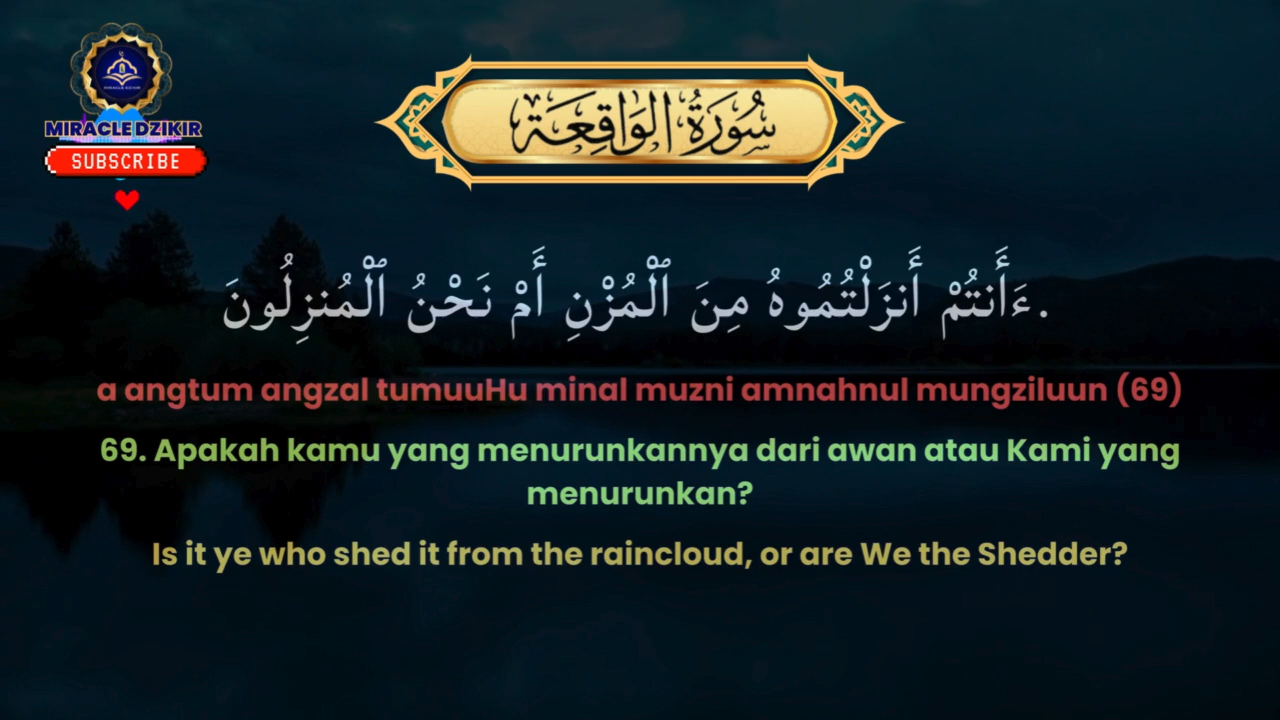 MIRACLE DZIKIR
SUBSCRIBE
سُورَةُ الوَاقِعَة
ءَأَنتُمْ أَنزَلْتُمُوهُ مِنَ ٱلْمُزْنِ أَمْ نَحْنُ ٱلْمُنزِلُونَ.
a angtum angzal tumuuHu minal muzni amnahnul mungziluun (69)
69. Apakah kamu yang menurunkannya dari awan atau Kami yang
menurunkan?
Is it ye who shed it from the raincloud, or are We the Shedder?